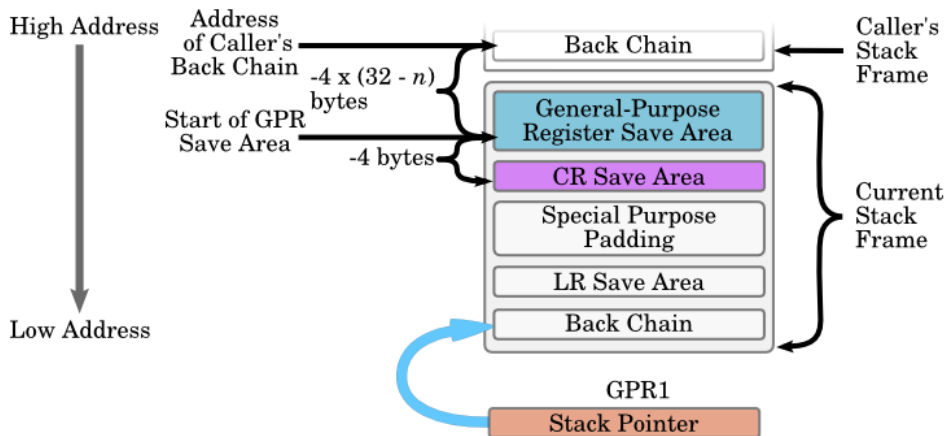 High Address
Low Address
Address
of Caller's
Back Chain
-4 x (32 - n)
bytes
Start of GPR
Save Area
-4 bytes
Back Chain
General-Purpose
Register Save Area
CR Save Area
Special Purpose
Padding
LR Save Area
Back Chain
GPR1
Stack Pointer
Caller's
Stack
Frame
Current
Stack
Frame